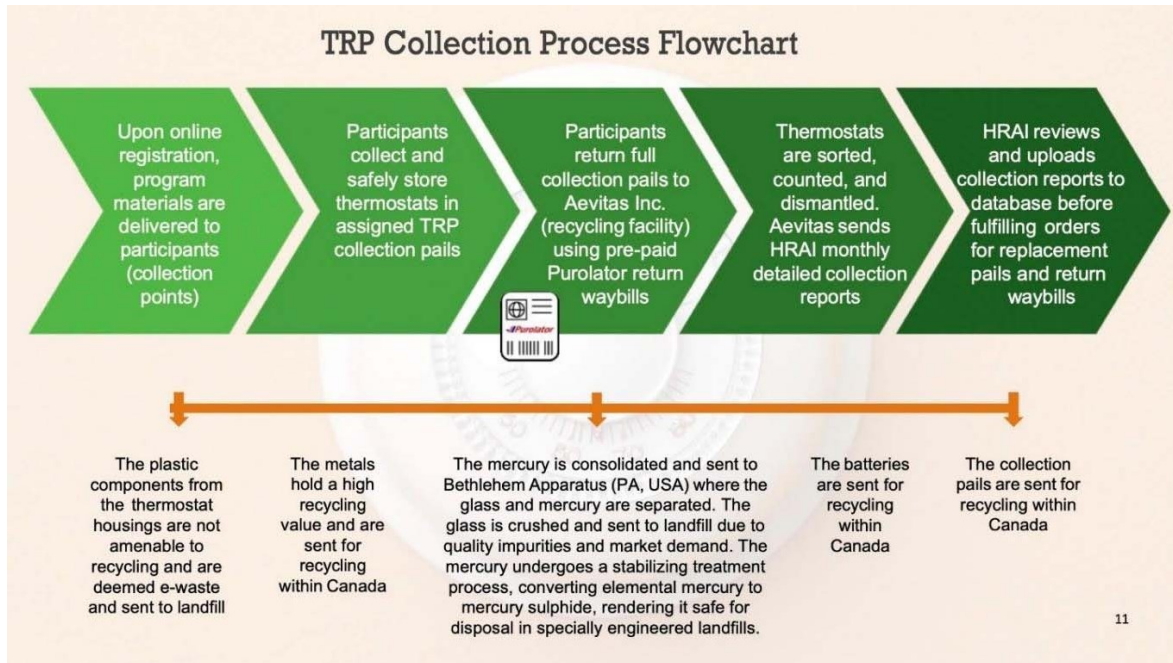 TRP Collection Process Flowchart
Upon online
registration,
program
materials are
delivered to
participants
(collection
points)
Participants
collect and
safely store
thermostats in
assigned TRP
collection pails
Participants
return full
collection pails to
Aevitas Inc.
(recycling facility)
using pre-paid
Purolator return
waybills
Purolator
Thermostats
are sorted,
counted, and
dismantled.
Aevitas sends
HRAI monthly
detailed collection
reports
HRAI reviews
and uploads
collection reports to
database before
fulfilling orders
for replacement
pails and return
waybills
The plastic
components from
the thermostat
housings are not
amenable to
recycling and are
deemed e-waste
and sent to landfill
The metals
hold a high
recycling
value and are
sent for
recycling
within Canada
The mercury is consolidated and sent to
Bethlehem Apparatus (PA, USA) where the
glass and mercury are separated. The
glass is crushed and sent to landfill due to
quality impurities and market demand. The
mercury undergoes a stabilizing treatment
process, converting elemental mercury to
mercury sulphide, rendering it safe for
disposal in specially engineered landfills.
The batteries
are sent for
recycling
within
Canada
The collection
pails are sent for
recycling within
Canada
11